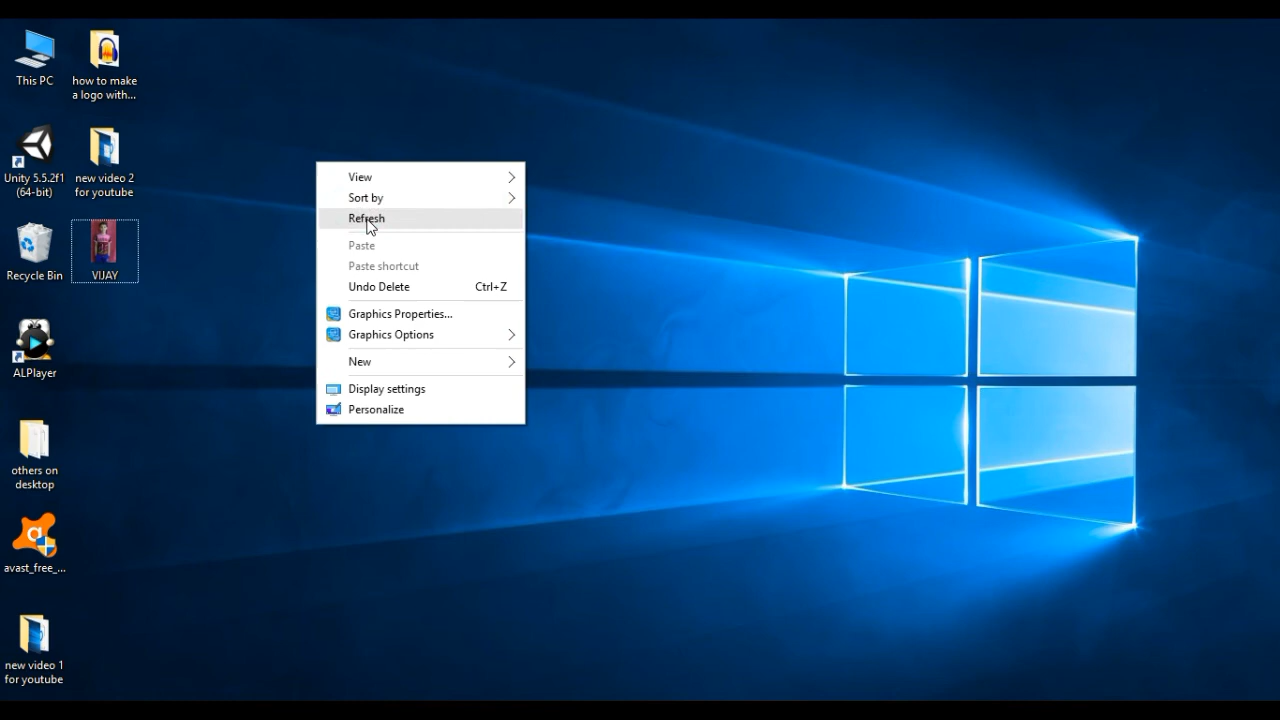 This PC
how to make
a logo with...
Unity 5.5.2f1
(64-bit)
new video 2
for youtube
Recycle Bin
VIJAY
ALPlayer
others on
desktop
avast_free_...
new video 1
for youtube
View
Sort by
Refresh
Paste
Paste shortcut
Undo Delete Ctrl+Z
Graphics Properties...
Graphics Options
New
Display settings
Personalize